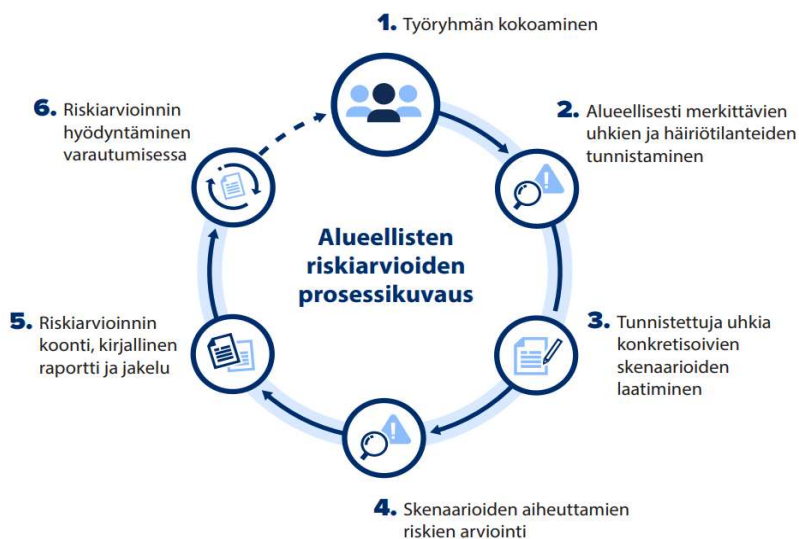 1. Työryhmän kokoaminen
2. Alueellisesti merkittävien
uhkien ja häiriötilanteiden
tunnistaminen
3. Tunnistettuja uhkia
konkretisoivien
skenaarioiden
laatiminen
4. Skenaarioiden aiheuttamien
riskien arviointi
5. Riskiarvioinnin
koonti, kirjallinen
raportti ja jakelu
6. Riskiarvioinnin
hyödyntäminen
varautumisessa
Alueellisten
riskiarvioiden
prosessikuvaus